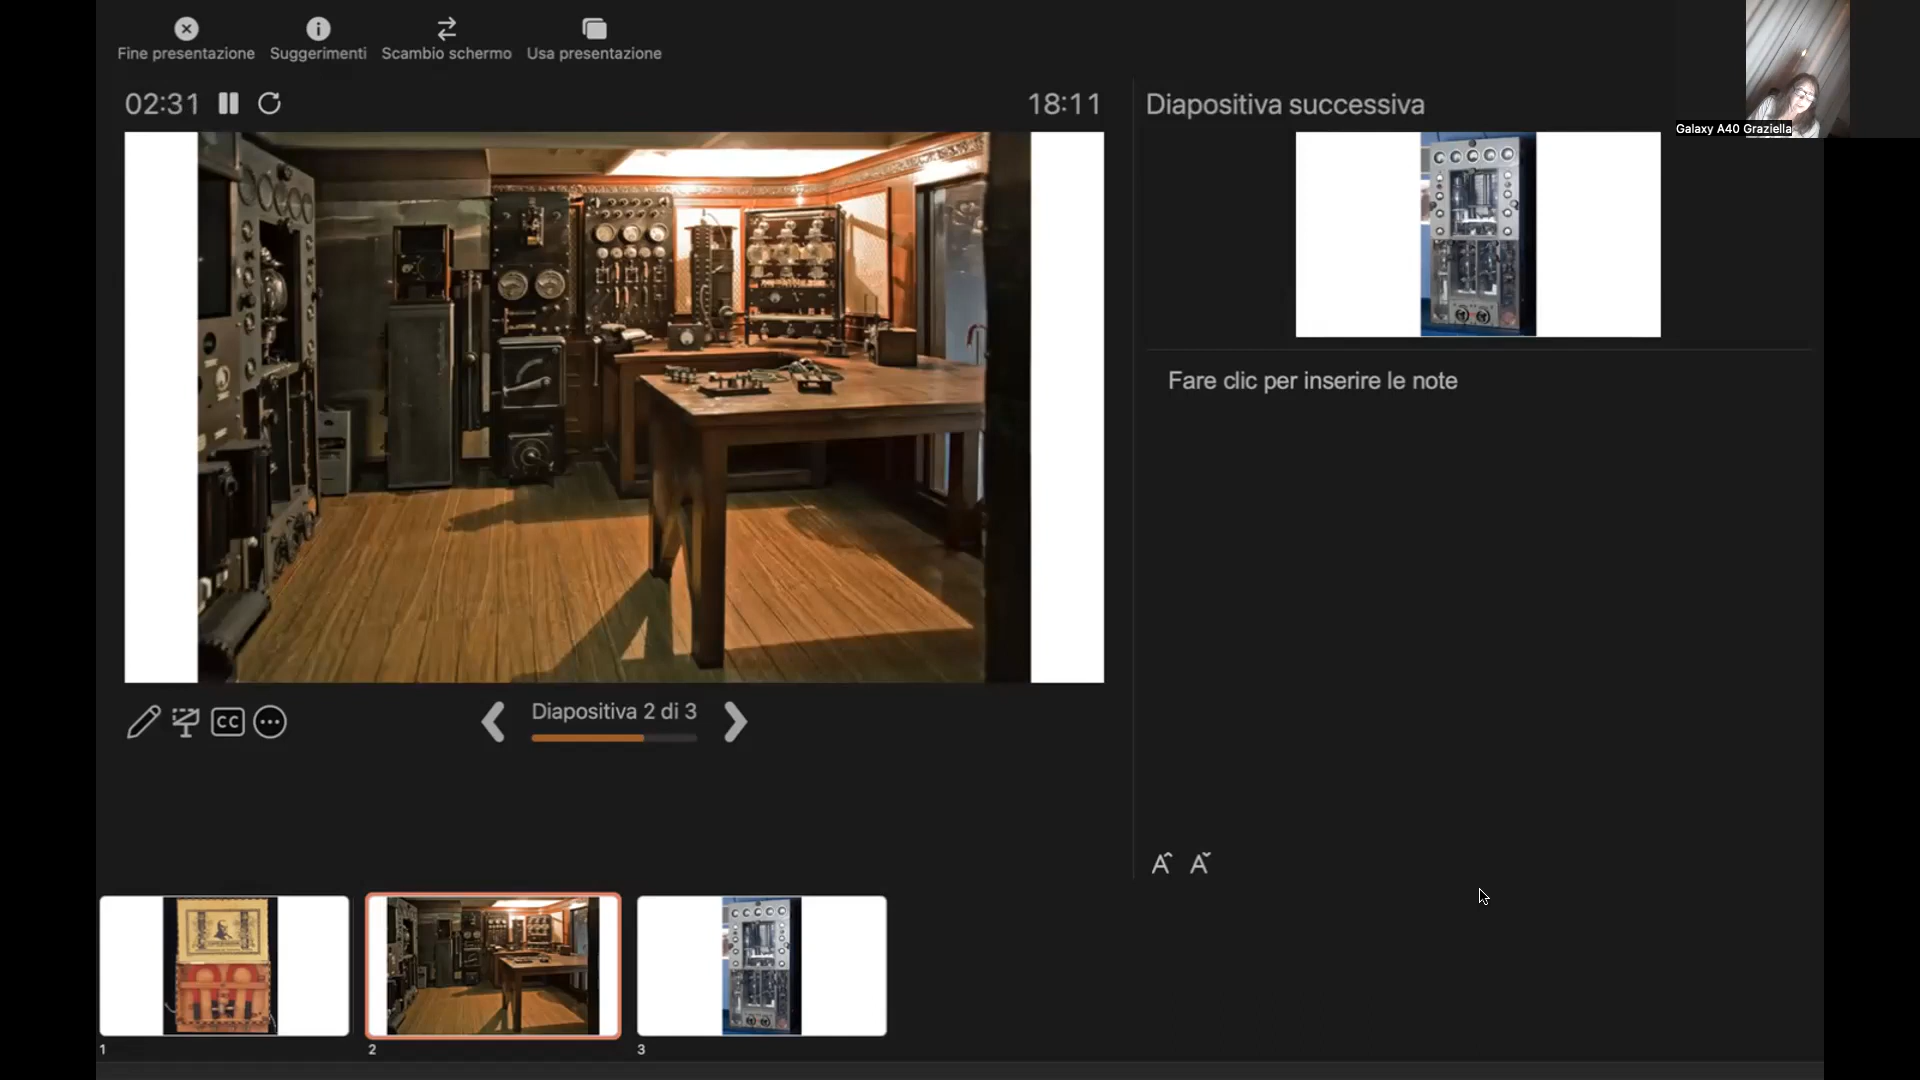 Fine presentazione
Suggerimenti
Scambio schermo
Usa presentazione
02:31
18:11
Diapositiva successiva
Galaxy A40 Graziella
Fare clic per inserire le note
CC
Diapositiva 2 di 3
A A
1
2
3